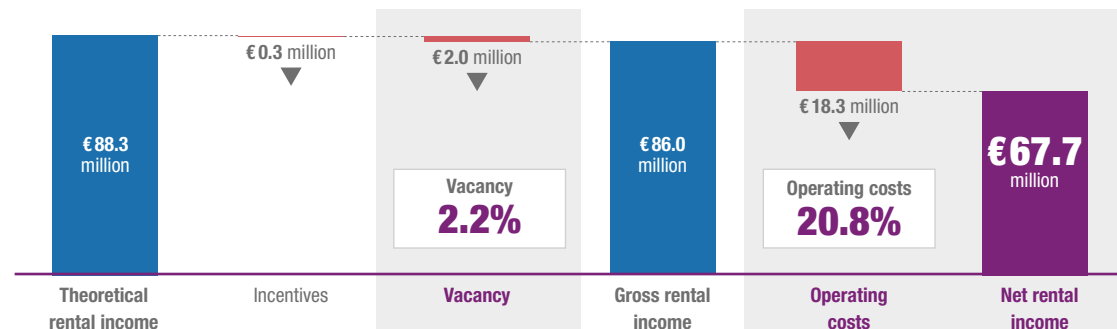 € 0.3 million
€ 2.0 million
€ 18.3 million
€ 88.3
million
€ 86.0
million
€67.7
million
Vacancy
2.2%
Operating costs
20.8%
Theoretical
rental income
Incentives
Vacancy
Gross rental
income
Operating
costs
Net rental
income